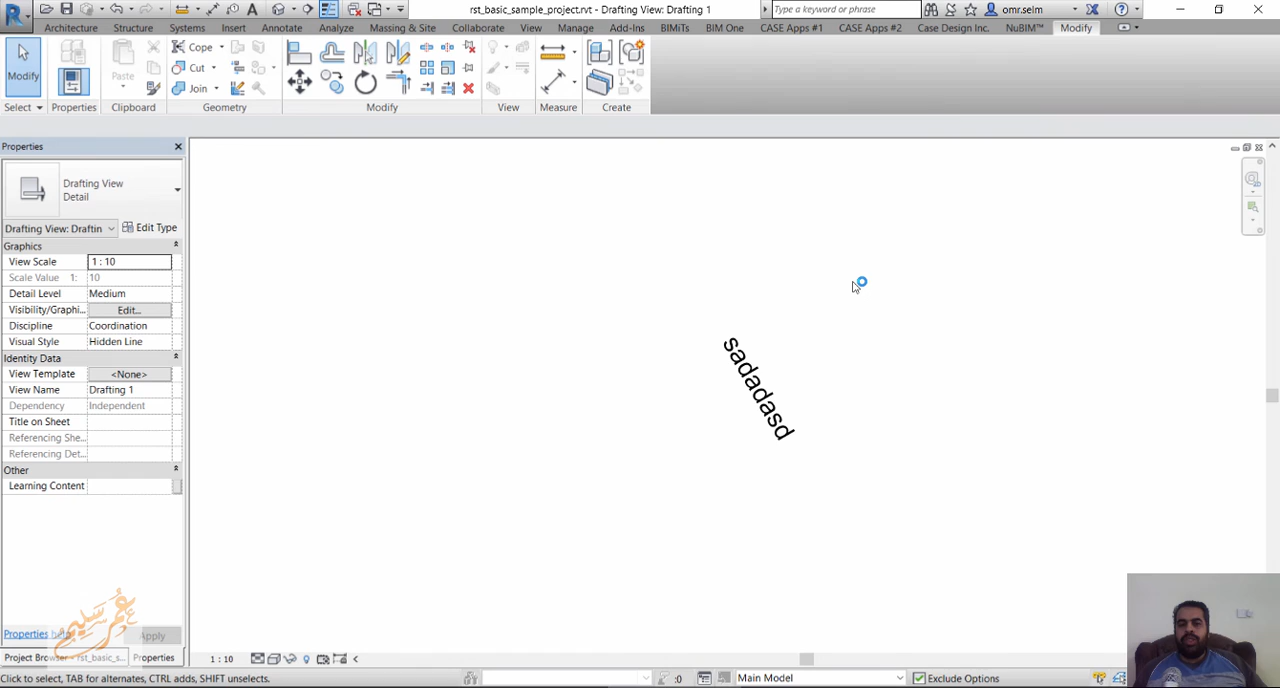 rst_basic_sample_project.rvt - Drafting View: Drafting 1
Type a keyword or phrase
omr.selm
Architecture Structure Systems Insert Annotate Analyze Massing & Site Collaborate View Manage Add-Ins BIMiTs BIM One CASE Apps #1 CASE Apps #2 Case Design Inc. NuBIM™ Modify
Modify
Paste
Cope
Cut
Join
Select Properties Clipboard Geometry Modify View Measure Create
Properties
Drafting View
Detail
Drafting View: Draftin
Edit Type
Graphics
View Scale 1 : 10
Scale Value 1: 10
Detail Level Medium
Visibility/Graphi... Edit...
Discipline Coordination
Visual Style Hidden Line
Identity Data
View Template <None>
View Name Drafting 1
Dependency Independent
Title on Sheet
Referencing She...
Referencing Det...
Other
Learning Content
sadadadasd
عمر سليم
Properties help
Apply
Project Browser - rst_basic_s...
Properties
1 : 10
Click to select, TAB for alternates, CTRL adds, SHIFT unselects.
:0
Main Model
Exclude Options